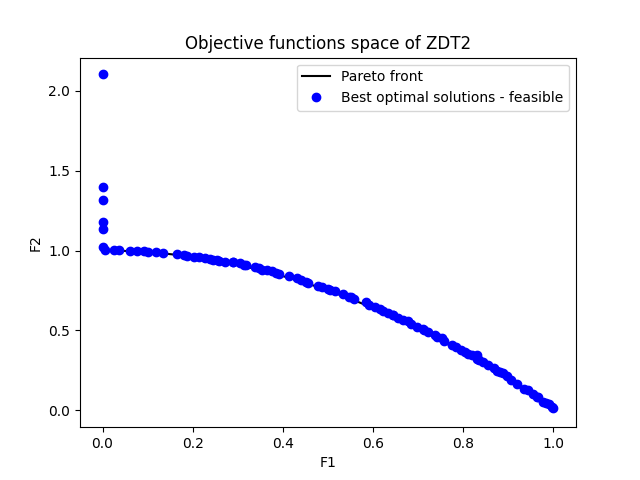 Objective functions space of ZDT2
Pareto front
Best optimal solutions - feasible
2.0
1.5
1.0
0.5
0.0
F2
0.0 0.2 0.4 0.6 0.8 1.0
F1